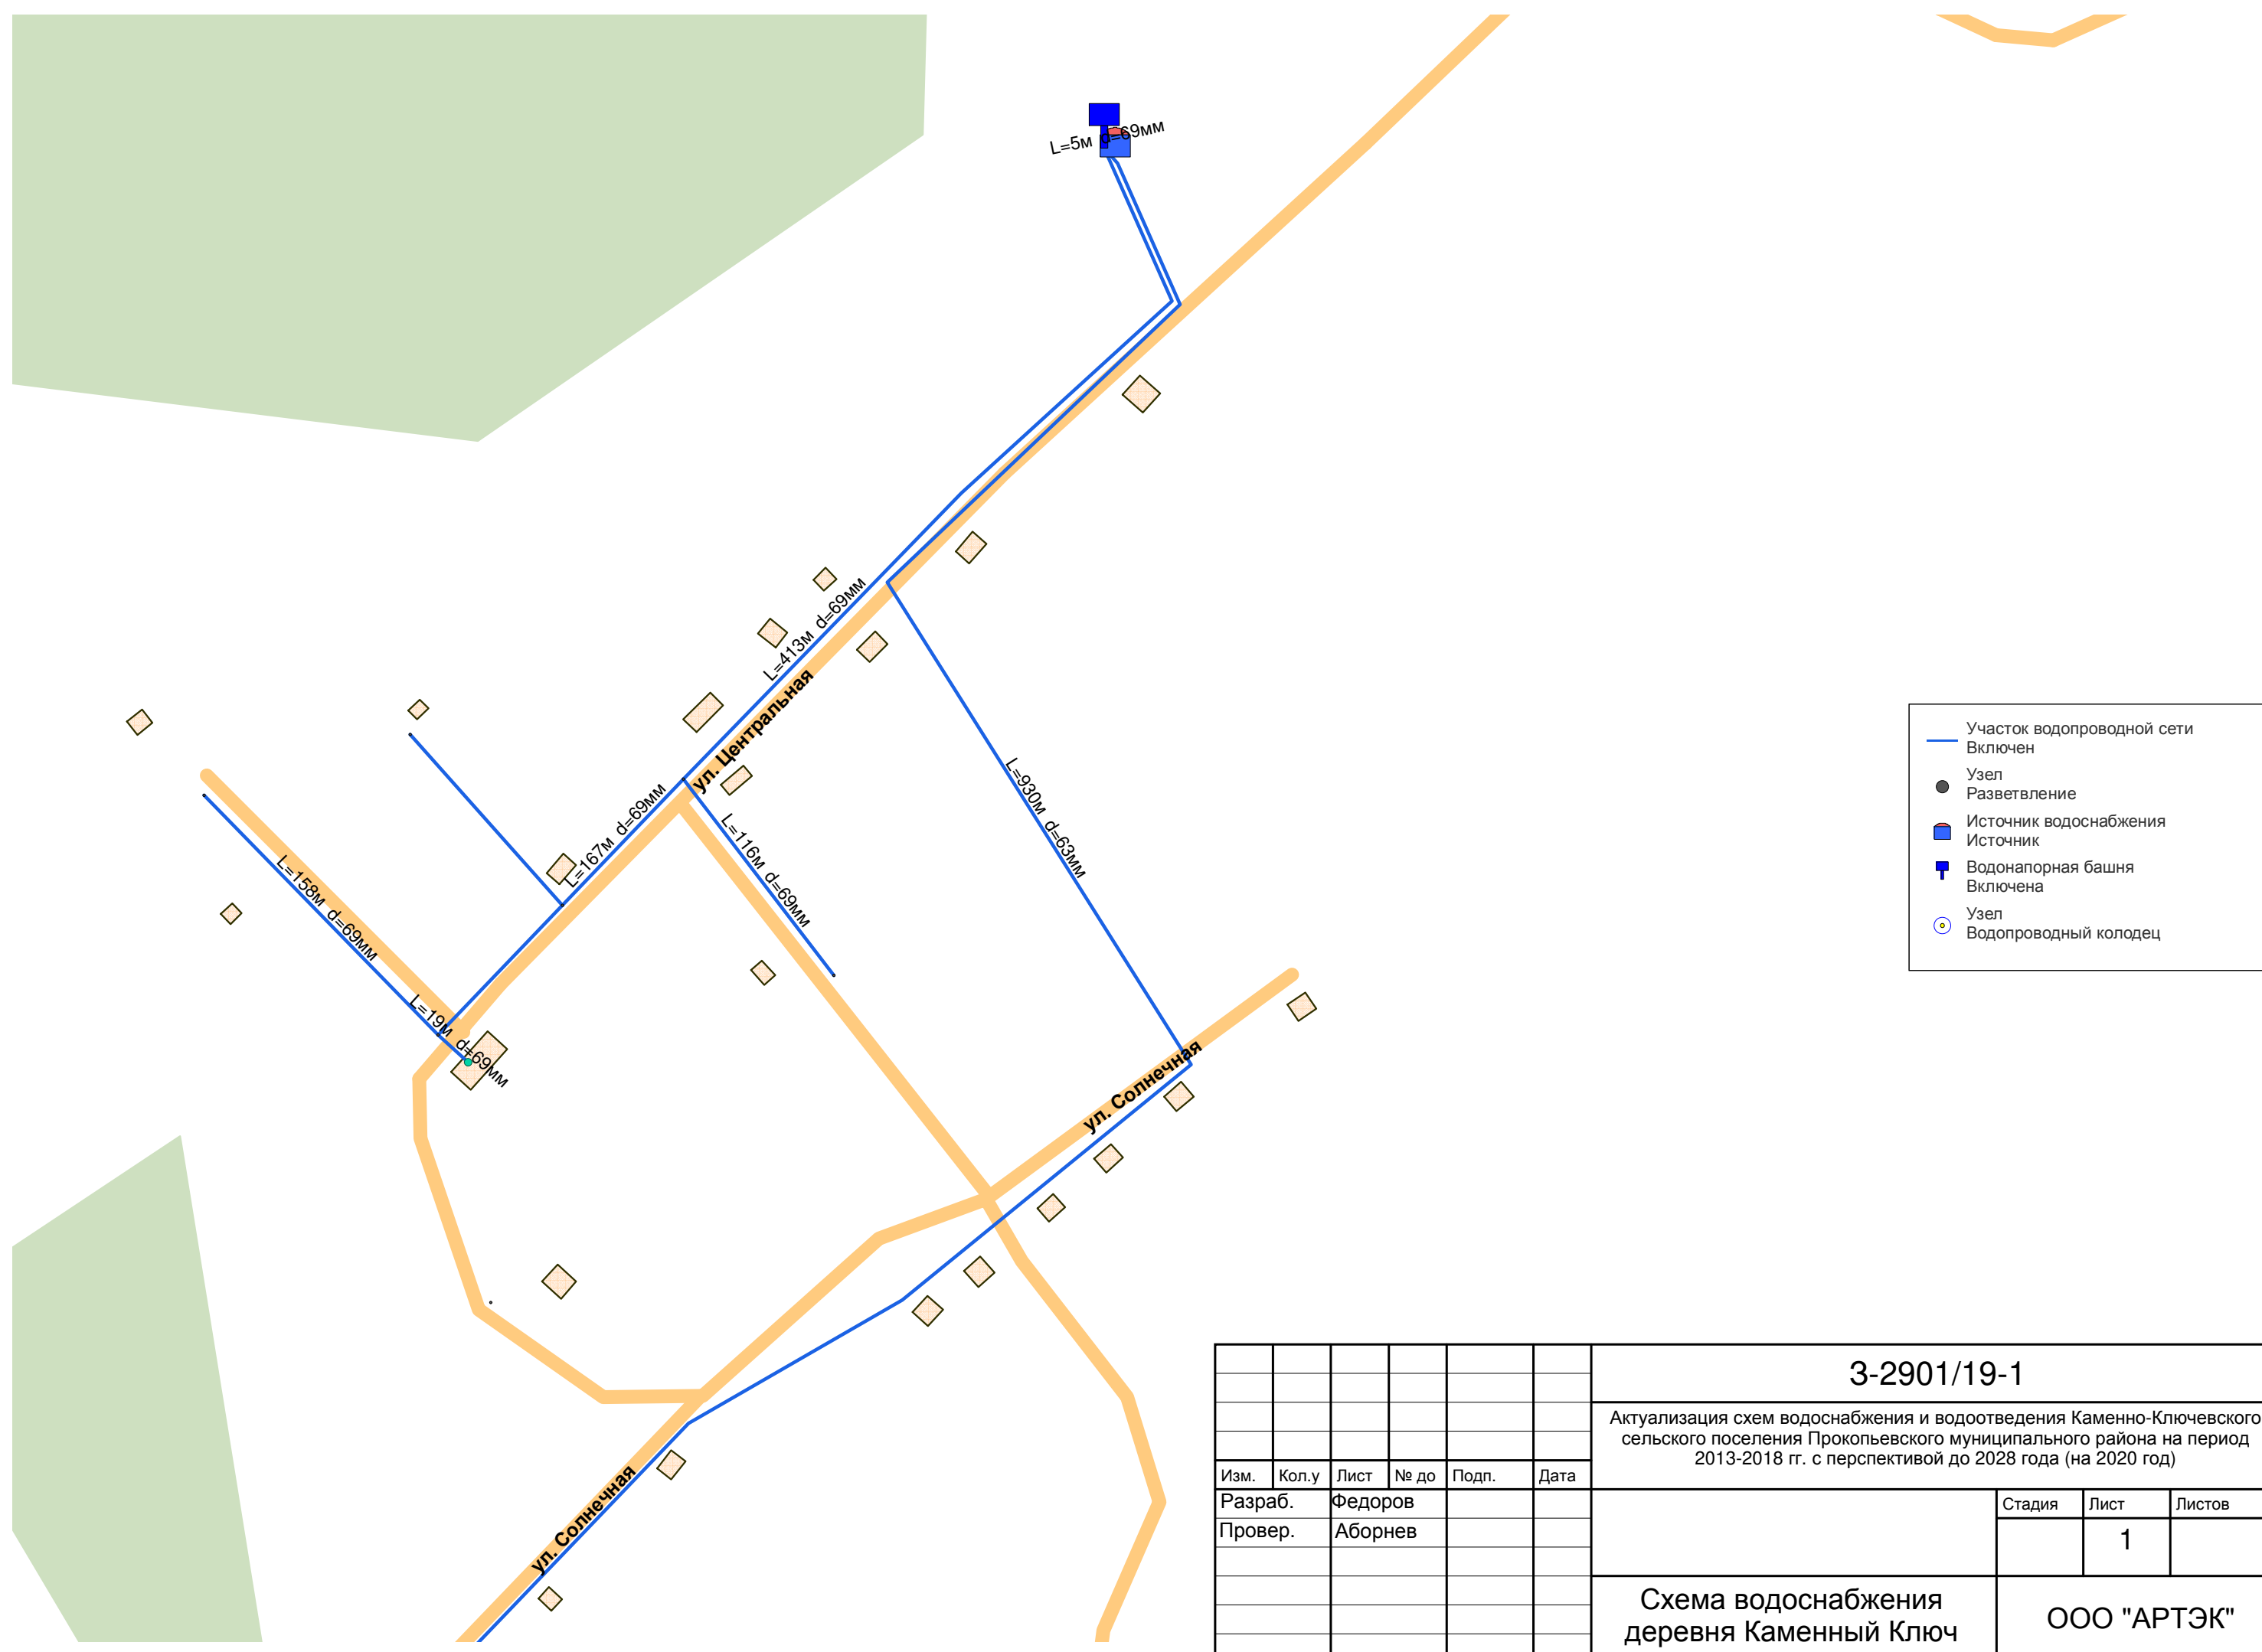 L=5м d=69мм
L=413м d=69мм
ул. Центральная
L=167м d=69мм
L=116м d=69мм
L=930м d=63мм
L=158м d=69мм
L=19м d=69мм
ул. Солнечная
ул. Солнечная
Участок водопроводной сети
Включен
Узел
Разветвление
Источник водоснабжения
Источник
Водонапорная башня
Включена
Узел
Водопроводный колодец
З-2901/19-1
Актуализация схем водоснабжения и водоотведения Каменно-Ключевского
сельского поселения Прокопьевского муниципального района на период
2013-2018 гг. с перспективой до 2028 года (на 2020 год)
Изм. Кол.у Лист № до Подп. Дата
Разраб. Федоров
Провер. Аборнев
Стадия Лист Листов
1
Схема водоснабжения
деревня Каменный Ключ
ООО "АРТЭК"